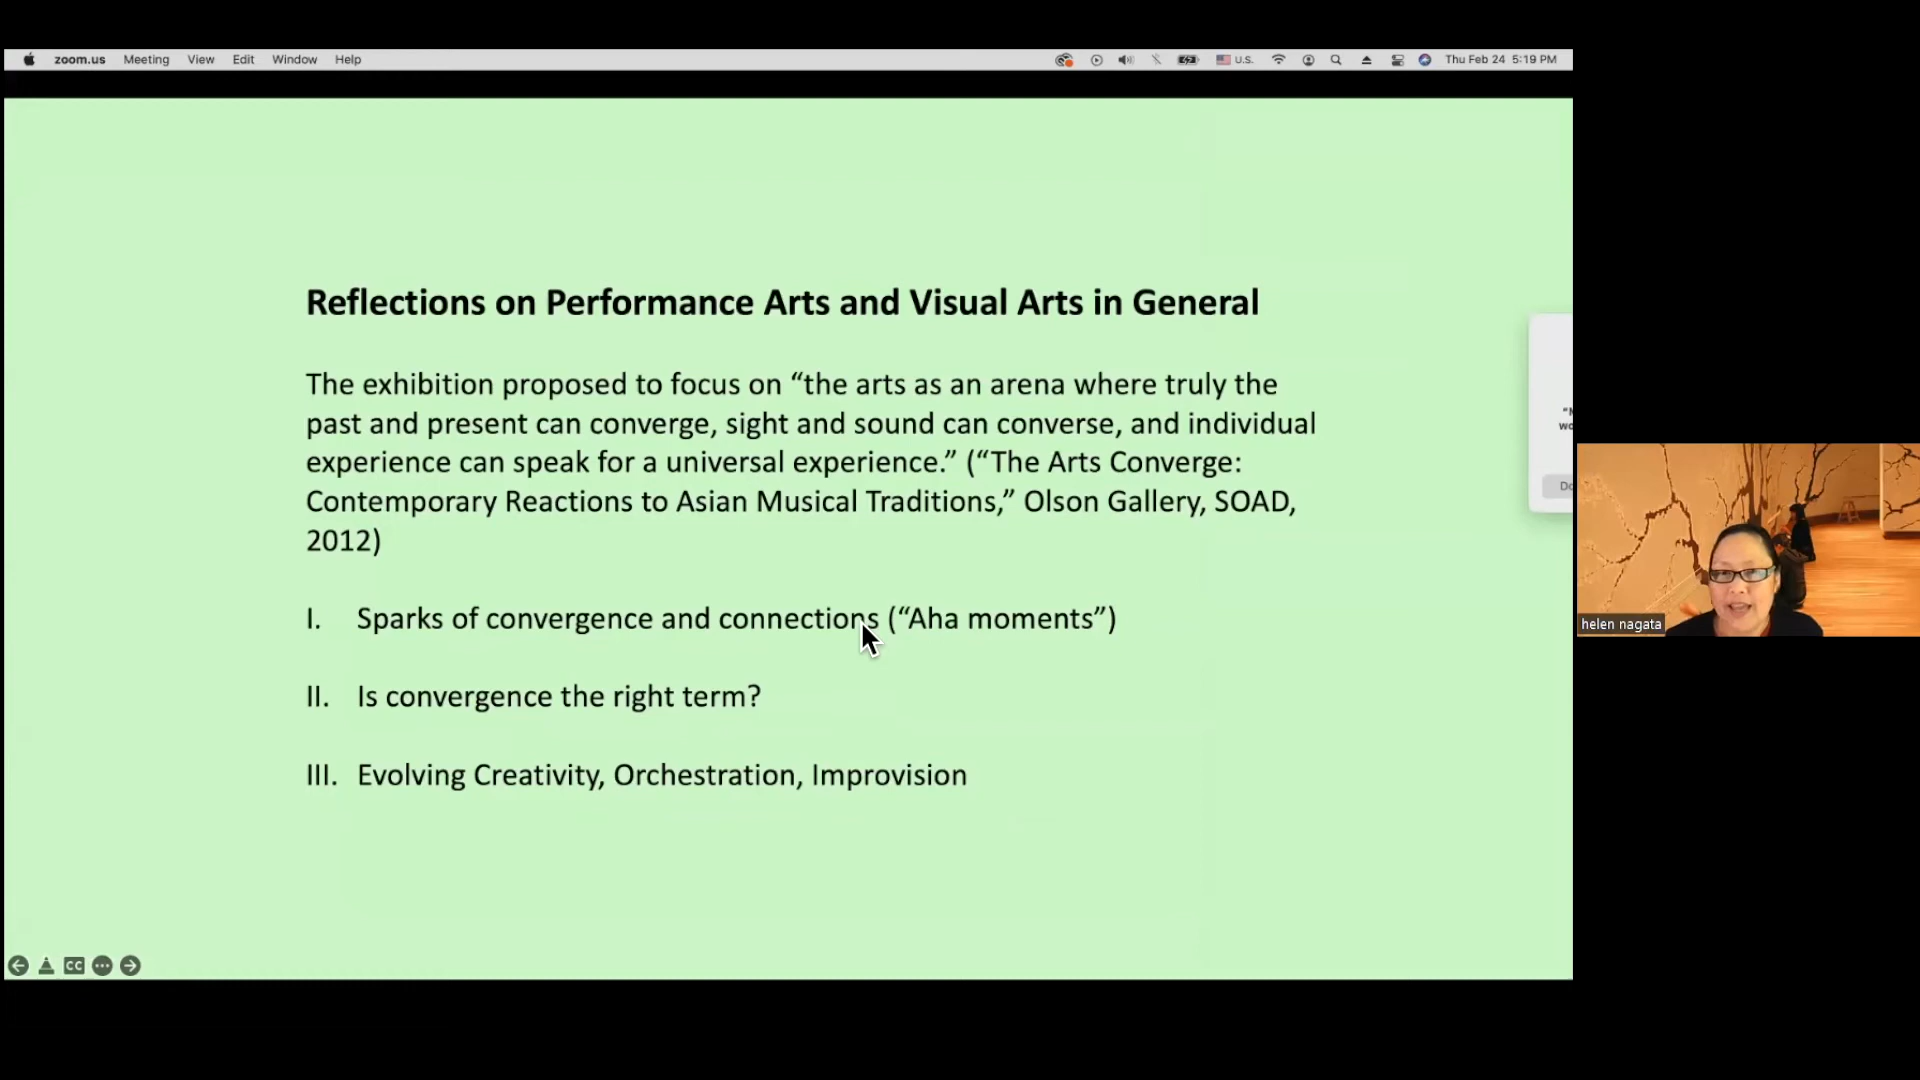 zoom.us Meeting View Edit Window Help U.S. Thu Feb 24 5:19 PM
Reflections on Performance Arts and Visual Arts in General
The exhibition proposed to focus on “the arts as an arena where truly the
past and present can converge, sight and sound can converse, and individual
experience can speak for a universal experience.” (“The Arts Converge:
Contemporary Reactions to Asian Musical Traditions,” Olson Gallery, SOAD,
2012)
I. Sparks of convergence and connections (“Aha moments”)
II. Is convergence the right term?
III. Evolving Creativity, Orchestration, Improvision
CC
helen nagata